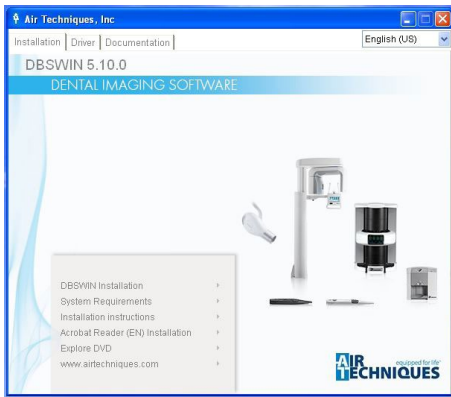 Air Techniques, Inc
Installation Driver Documentation English (US)
DBSWIN 5.10.0
DENTAL IMAGING SOFTWARE
DBSWIN Installation
System Requirements
Installation instructions
Acrobat Reader (EN) Installation
Explore DVD
www.airtechniques.com
AIR equipped for life
TECHNIQUES